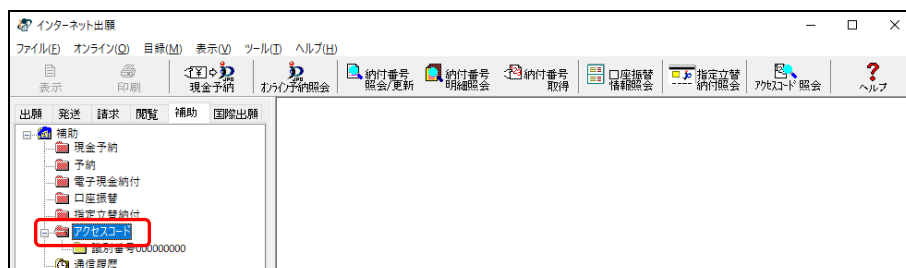 インターネット出願
ファイル(F) オンライン(O) 目録(M) 表示(V) ツール(T) ヘルプ(H)
表示 印刷 現金予納 オンライン予納照会 納付番号照会/更新 納付番号明細照会 納付番号取得 口座振替情報照会 指定立替納付照会 アクセスコード照会 ヘルプ
出願 発送 請求 閲覧 補助 国際出願
補助
現金予納
予納
電子現金納付
口座振替
指定立替納付
アクセスコード
識別番号000000000
通信履歴